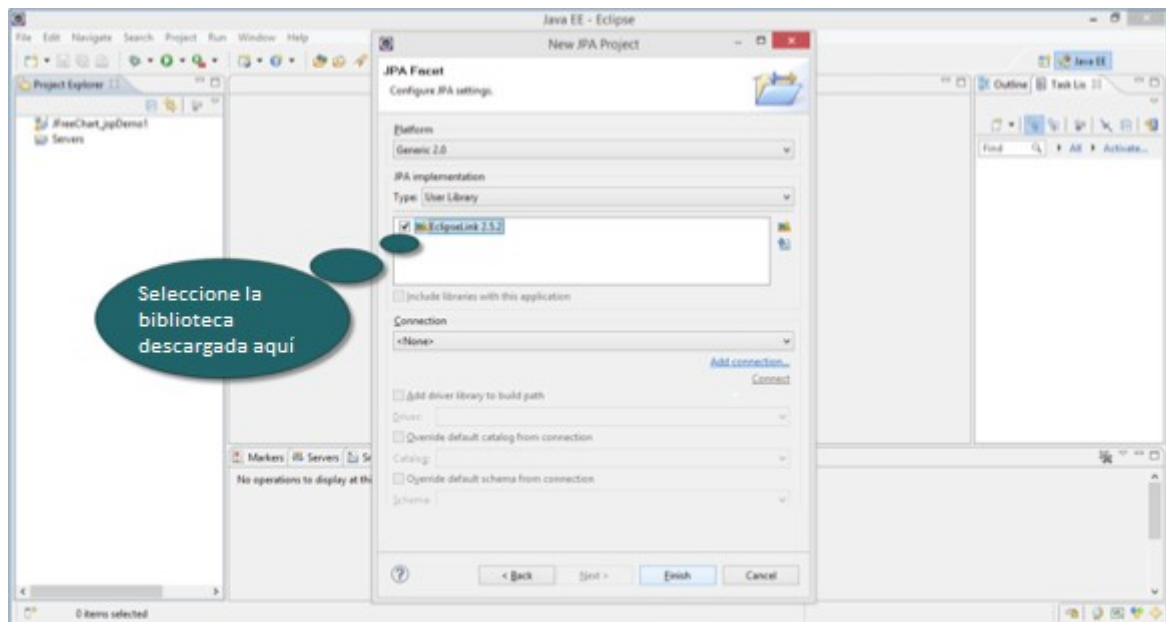 Java EE - Eclipse
File Edit Navigate Search Project Run Window Help
New JPA Project
Java EE
Project Explorer
JFreeChart_jspDemo1
Servers
JPA Facet
Configure JPA settings.
Platform
Generic 2.0
JPA implementation
Type: User Library
EclipseLink 2.5.2
Include libraries with this application
Seleccione la
biblioteca
descargada aquí
Connection
<None>
Add connection...
Connect
Add driver library to build path
Driver:
Override default catalog from connection
Catalog:
Override default schema from connection
Schema:
< Back Next > Finish Cancel
Outline Task Lis
Find All Activate...
Markers Servers
No operations to display at thi
0 items selected